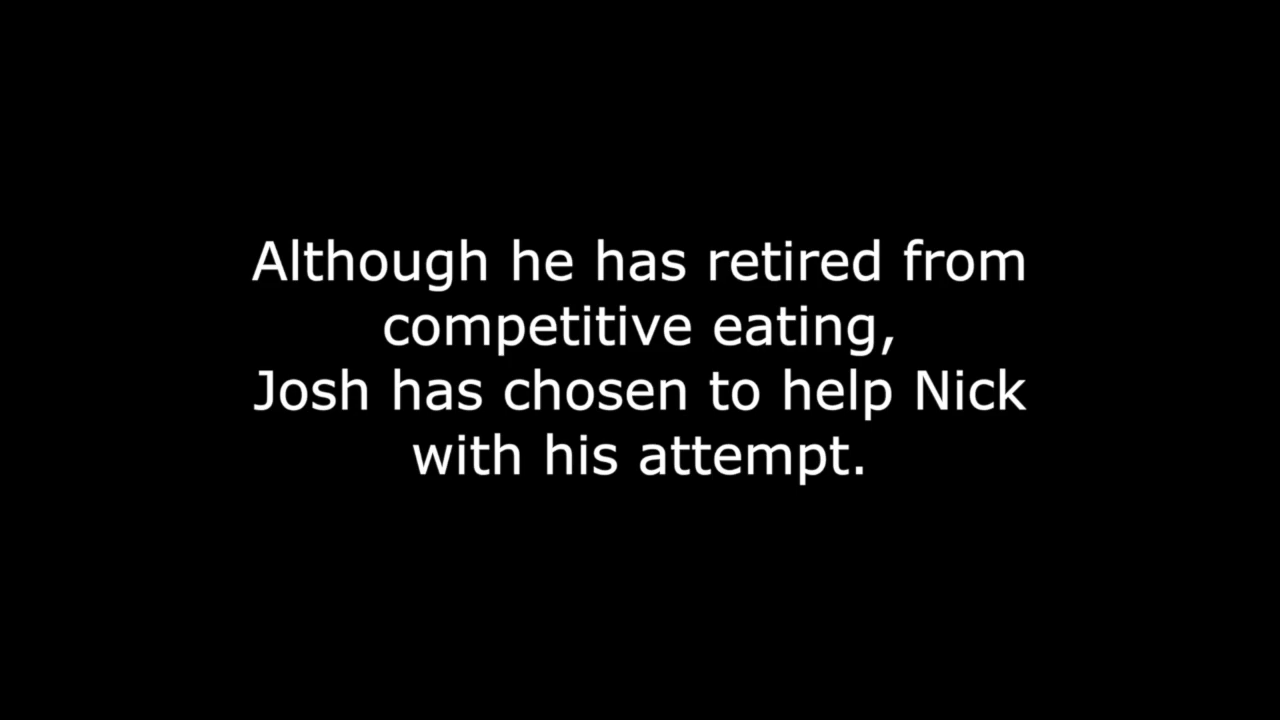 Although he has retired from
competitive eating,
Josh has chosen to help Nick
with his attempt.